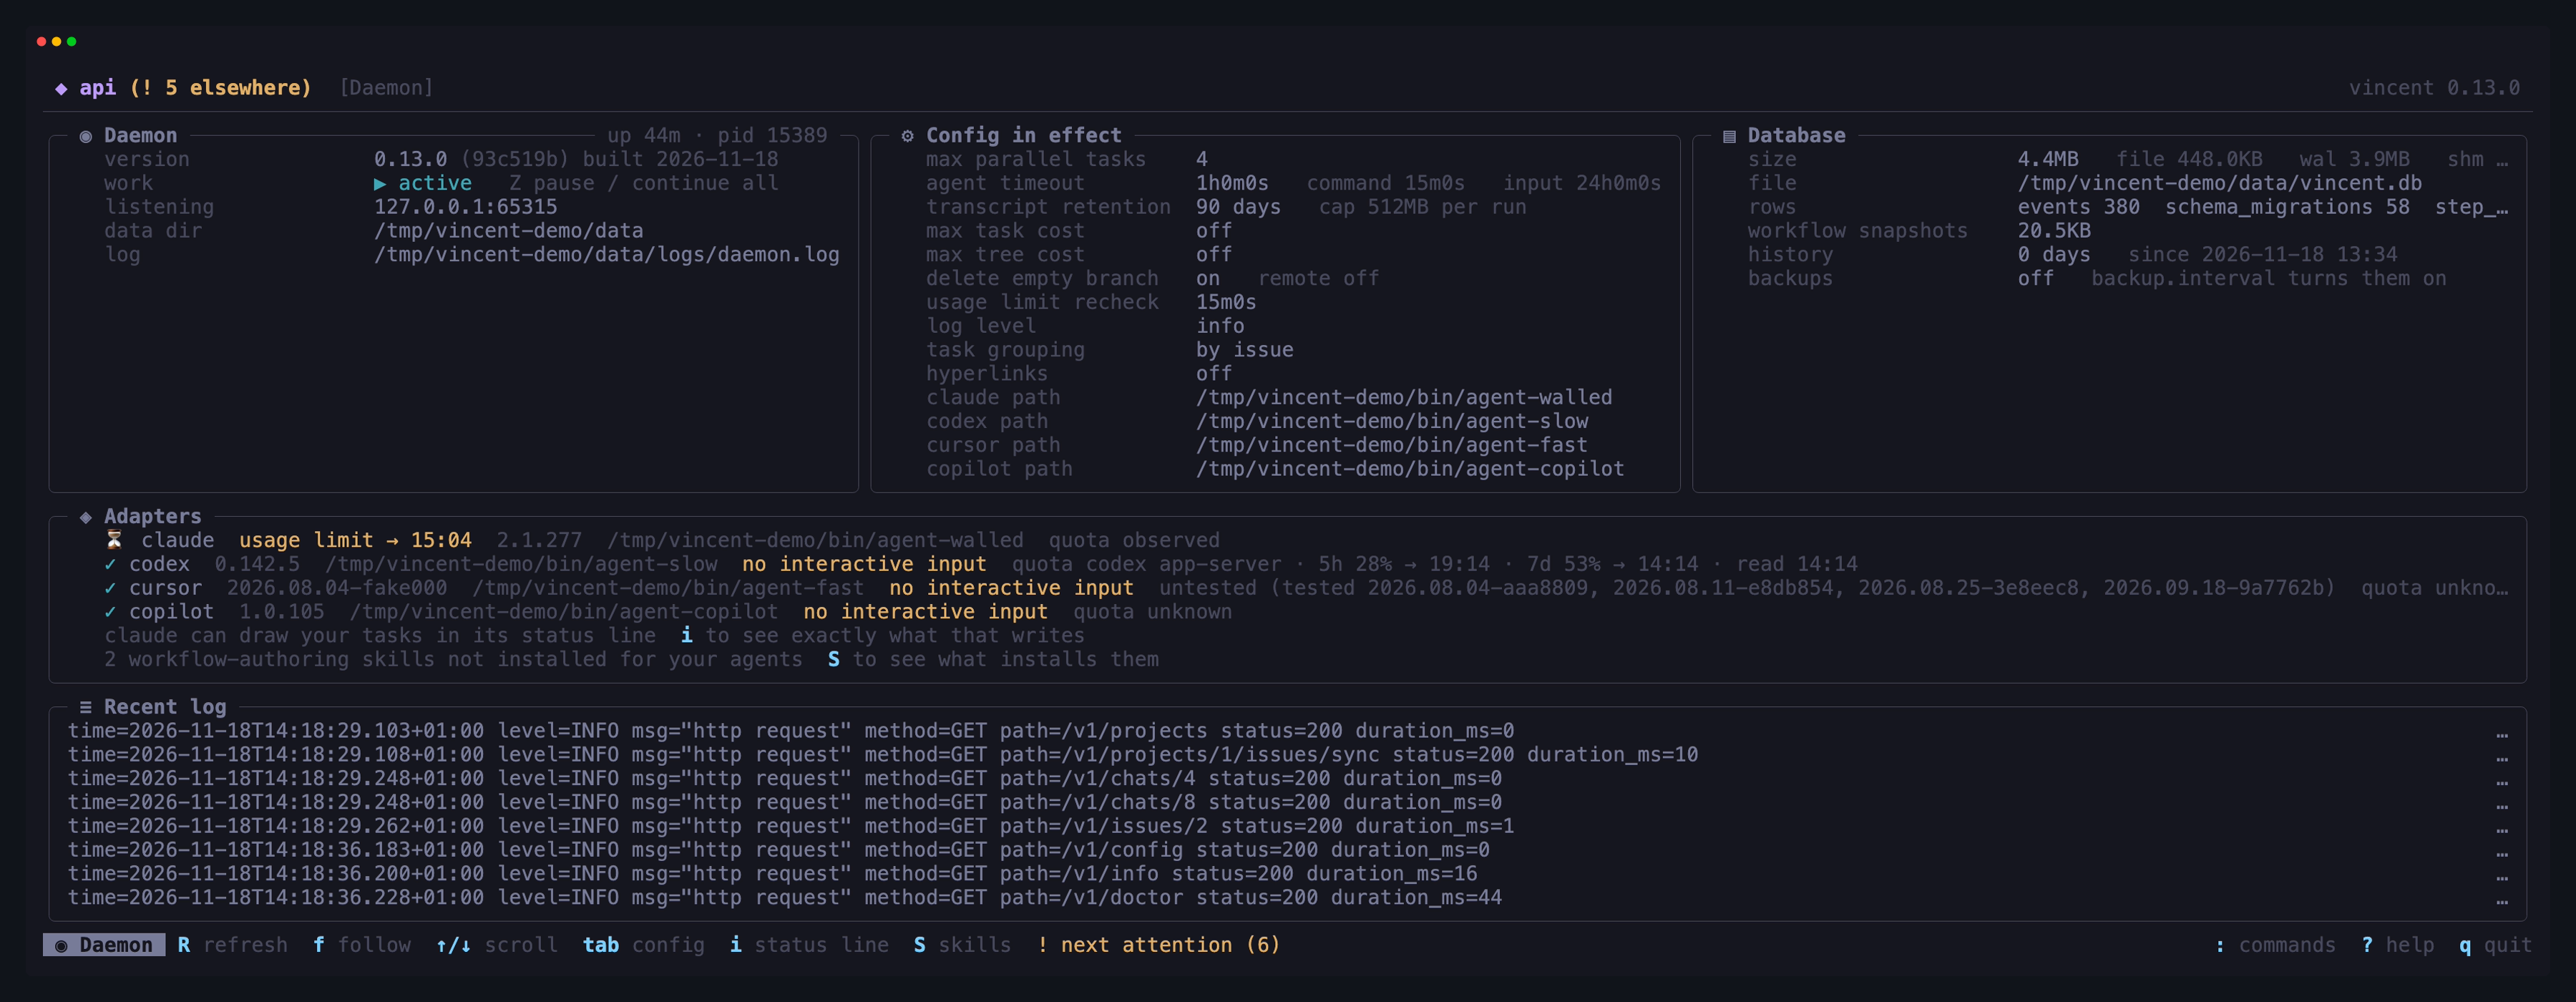 ◆ api (! 5 elsewhere) [Daemon] vincent 0.13.0
◉ Daemon up 44m · pid 15389
version 0.13.0 (93c519b) built 2026-11-18
work ▶ active Z pause / continue all
listening 127.0.0.1:65315
data dir /tmp/vincent-demo/data
log /tmp/vincent-demo/data/logs/daemon.log
⚙ Config in effect
max parallel tasks 4
agent timeout 1h0m0s command 15m0s input 24h0m0s
transcript retention 90 days cap 512MB per run
max task cost off
max tree cost off
delete empty branch on remote off
usage limit recheck 15m0s
log level info
task grouping by issue
hyperlinks off
claude path /tmp/vincent-demo/bin/agent-walled
codex path /tmp/vincent-demo/bin/agent-slow
cursor path /tmp/vincent-demo/bin/agent-fast
copilot path /tmp/vincent-demo/bin/agent-copilot
▤ Database
size 4.4MB file 448.0KB wal 3.9MB shm …
file /tmp/vincent-demo/data/vincent.db
rows events 380 schema_migrations 58 step_…
workflow snapshots 20.5KB
history 0 days since 2026-11-18 13:34
backups off backup.interval turns them on
◈ Adapters
⏳ claude usage limit → 15:04 2.1.277 /tmp/vincent-demo/bin/agent-walled quota observed
✓ codex 0.142.5 /tmp/vincent-demo/bin/agent-slow no interactive input quota codex app-server · 5h 28% → 19:14 · 7d 53% → 14:14 · read 14:14
✓ cursor 2026.08.04-fake000 /tmp/vincent-demo/bin/agent-fast no interactive input untested (tested 2026.08.04-aaa8809, 2026.08.11-e8db854, 2026.08.25-3e8eec8, 2026.09.18-9a7762b) quota unkno…
✓ copilot 1.0.105 /tmp/vincent-demo/bin/agent-copilot no interactive input quota unknown
claude can draw your tasks in its status line i to see exactly what that writes
2 workflow-authoring skills not installed for your agents S to see what installs them
≡ Recent log
time=2026-11-18T14:18:29.103+01:00 level=INFO msg="http request" method=GET path=/v1/projects status=200 duration_ms=0 …
time=2026-11-18T14:18:29.108+01:00 level=INFO msg="http request" method=GET path=/v1/projects/1/issues/sync status=200 duration_ms=10 …
time=2026-11-18T14:18:29.248+01:00 level=INFO msg="http request" method=GET path=/v1/chats/4 status=200 duration_ms=0 …
time=2026-11-18T14:18:29.248+01:00 level=INFO msg="http request" method=GET path=/v1/chats/8 status=200 duration_ms=0 …
time=2026-11-18T14:18:29.262+01:00 level=INFO msg="http request" method=GET path=/v1/issues/2 status=200 duration_ms=1 …
time=2026-11-18T14:18:36.183+01:00 level=INFO msg="http request" method=GET path=/v1/config status=200 duration_ms=0 …
time=2026-11-18T14:18:36.200+01:00 level=INFO msg="http request" method=GET path=/v1/info status=200 duration_ms=16 …
time=2026-11-18T14:18:36.228+01:00 level=INFO msg="http request" method=GET path=/v1/doctor status=200 duration_ms=44 …
◉ Daemon R refresh f follow ↑/↓ scroll tab config i status line S skills ! next attention (6) : commands ? help q quit